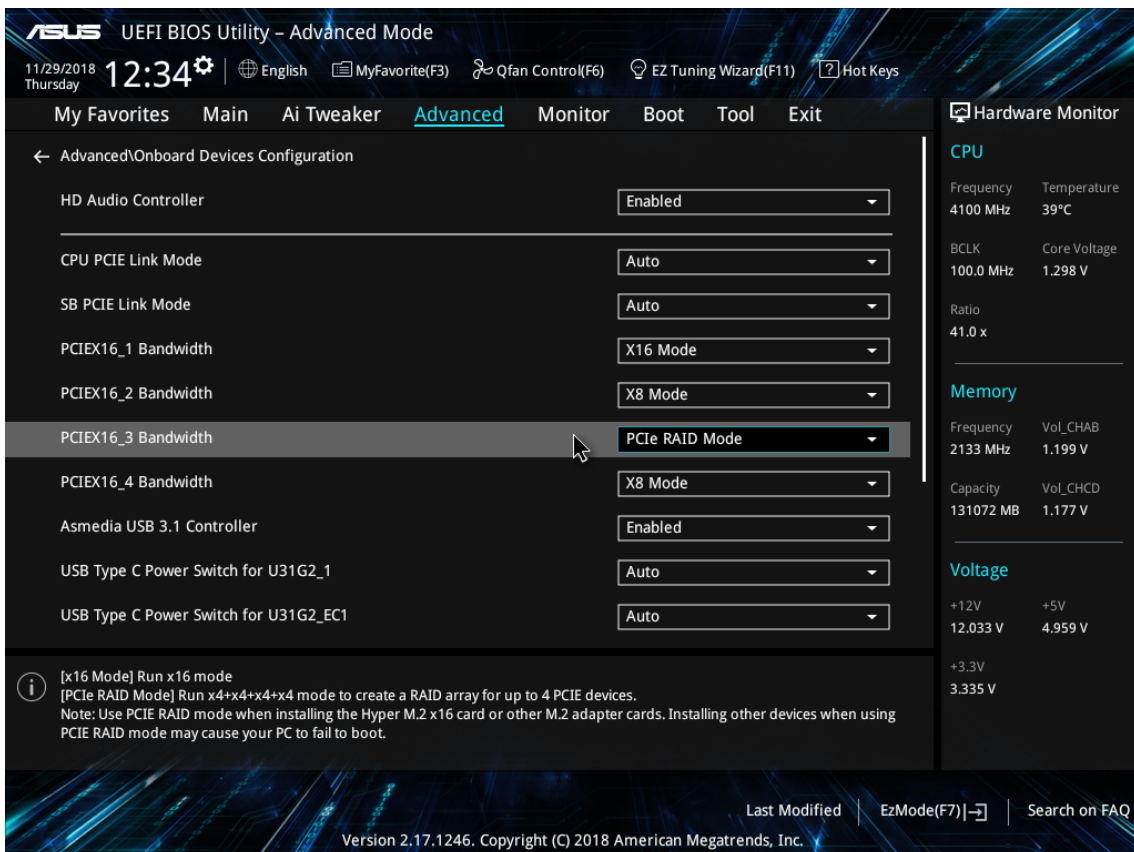 ASUS UEFI BIOS Utility – Advanced Mode
11/29/2018
Thursday
12:34
English
MyFavorite(F3)
Qfan Control(F6)
EZ Tuning Wizard(F11)
? Hot Keys
My Favorites Main Ai Tweaker Advanced Monitor Boot Tool Exit
← Advanced\Onboard Devices Configuration
HD Audio Controller Enabled
CPU PCIE Link Mode Auto
SB PCIE Link Mode Auto
PCIEX16_1 Bandwidth X16 Mode
PCIEX16_2 Bandwidth X8 Mode
PCIEX16_3 Bandwidth PCIe RAID Mode
PCIEX16_4 Bandwidth X8 Mode
Asmedia USB 3.1 Controller Enabled
USB Type C Power Switch for U31G2_1 Auto
USB Type C Power Switch for U31G2_EC1 Auto
i
[x16 Mode] Run x16 mode
[PCIe RAID Mode] Run x4+x4+x4+x4 mode to create a RAID array for up to 4 PCIE devices.
Note: Use PCIE RAID mode when installing the Hyper M.2 x16 card or other M.2 adapter cards. Installing other devices when using
PCIE RAID mode may cause your PC to fail to boot.
Hardware Monitor
CPU
Frequency Temperature
4100 MHz 39°C
BCLK Core Voltage
100.0 MHz 1.298 V
Ratio
41.0 x
Memory
Frequency Vol_CHAB
2133 MHz 1.199 V
Capacity Vol_CHCD
131072 MB 1.177 V
Voltage
+12V +5V
12.033 V 4.959 V
+3.3V
3.335 V
Last Modified
EzMode(F7)
Search on FAQ
Version 2.17.1246. Copyright (C) 2018 American Megatrends, Inc.